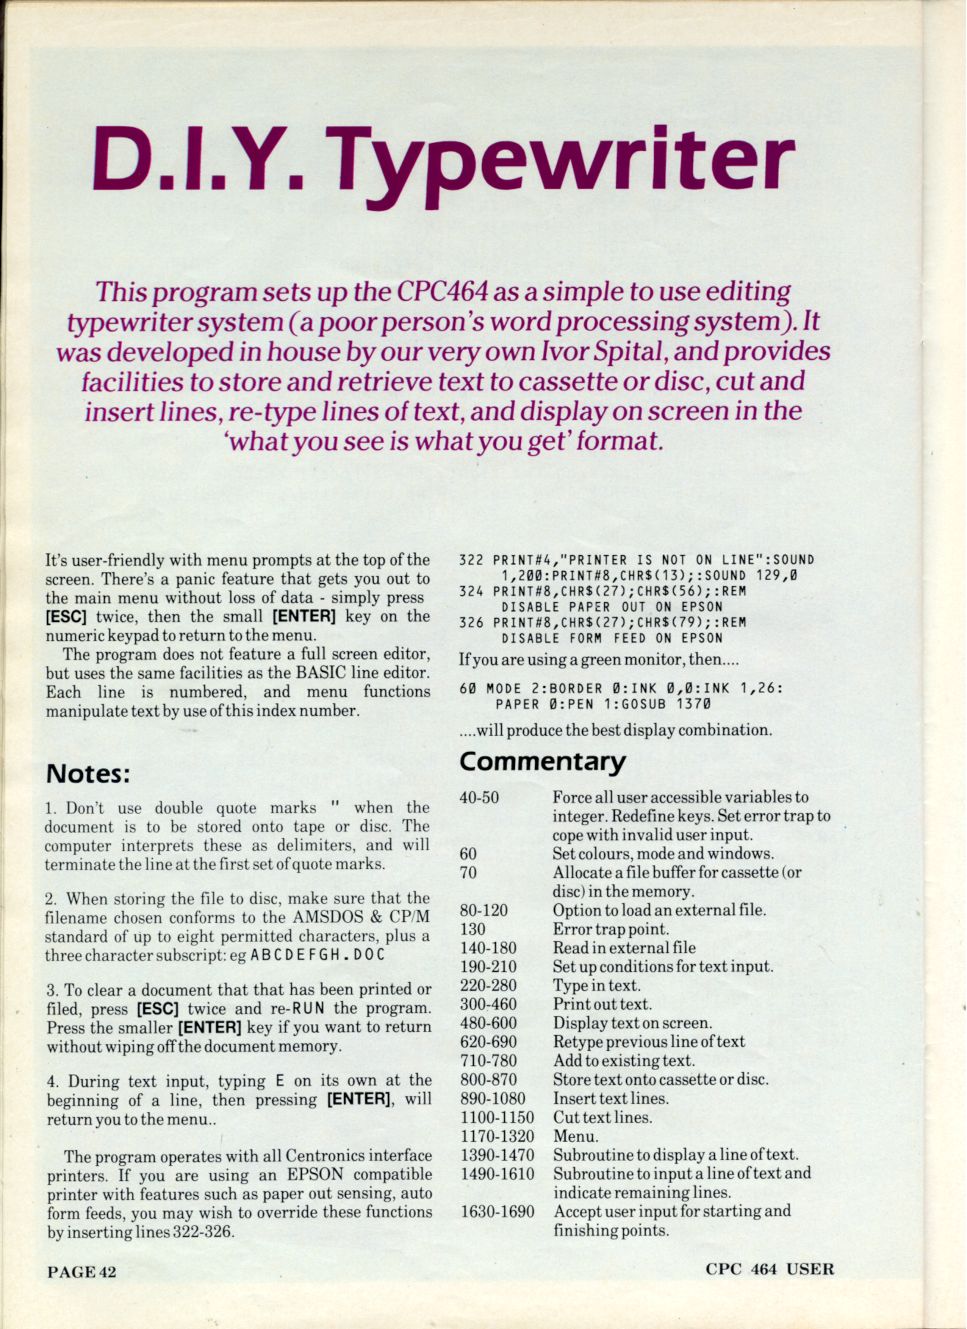 D.I.Y. Typewriter
This program sets up the CPC464 as a simple to use editing
typewriter system (a poor person's word processing system). It
was developed in house by our very own Ivor Spital, and provides
facilities to store and retrieve text to cassette or disc, cut and
insert lines, re-type lines of text, and display on screen in the
'what you see is what you get' format.
It's user-friendly with menu prompts at the top of the
screen. There's a panic feature that gets you out to
the main menu without loss of data - simply press
[ESC] twice, then the small [ENTER] key on the
numeric keypad to return to the menu.
The program does not feature a full screen editor,
but uses the same facilities as the BASIC line editor.
Each line is numbered, and menu functions
manipulate text by use of this index number.
Notes:
1. Don't use double quote marks " when the
document is to be stored onto tape or disc. The
computer interprets these as delimiters, and will
terminate the line at the first set of quote marks.
2. When storing the file to disc, make sure that the
filename chosen conforms to the AMSDOS & CP/M
standard of up to eight permitted characters, plus a
three character subscript: eg ABCDEFGH.DOC
3. To clear a document that that has been printed or
filed, press [ESC] twice and re-RUN the program.
Press the smaller [ENTER] key if you want to return
without wiping off the document memory.
4. During text input, typing E on its own at the
beginning of a line, then pressing [ENTER], will
return you to the menu..
The program operates with all Centronics interface
printers. If you are using an EPSON compatible
printer with features such as paper out sensing, auto
form feeds, you may wish to override these functions
by inserting lines 322-326.
322 PRINT#4,"PRINTER IS NOT ON LINE":SOUND
1,200:PRINT#8,CHR$(13);:SOUND 129,0
324 PRINT#8,CHR$(27);CHR$(56);:REM
DISABLE PAPER OUT ON EPSON
326 PRINT#8,CHR$(27);CHR$(79);:REM
DISABLE FORM FEED ON EPSON
If you are using a green monitor, then....
60 MODE 2:BORDER 0:INK 0,0:INK 1,26:
PAPER 0:PEN 1:GOSUB 1370
....will produce the best display combination.
Commentary
40-50 Force all user accessible variables to
integer. Redefine keys. Set error trap to
cope with invalid user input.
60 Set colours, mode and windows.
70 Allocate a file buffer for cassette (or
disc) in the memory.
80-120 Option to load an external file.
130 Error trap point.
140-180 Read in external file
190-210 Set up conditions for text input.
220-280 Type in text.
300-460 Print out text.
480-600 Display text on screen.
620-690 Retype previous line of text
710-780 Add to existing text.
800-870 Store text onto cassette or disc.
890-1080 Insert text lines.
1100-1150 Cut text lines.
1170-1320 Menu.
1390-1470 Subroutine to display a line of text.
1490-1610 Subroutine to input a line of text and
indicate remaining lines.
1630-1690 Accept user input for starting and
finishing points.
PAGE 42
CPC 464 USER